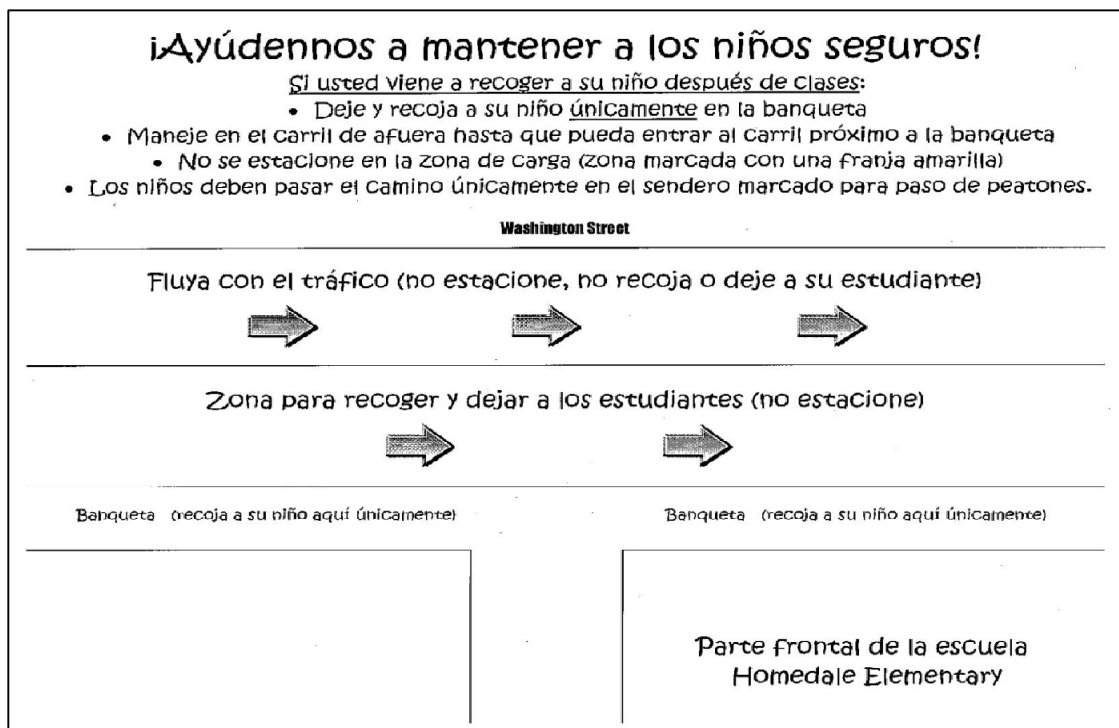 ¡Ayúdennos a mantener a los niños seguros!
Si usted viene a recoger a su niño después de clases:
• Deje y recoja a su niño únicamente en la banqueta
• Maneje en el carril de afuera hasta que pueda entrar al carril próximo a la banqueta
• No se estacione en la zona de carga (zona marcada con una franja amarilla)
• Los niños deben pasar el camino únicamente en el sendero marcado para paso de peatones.
Washington Street
Fluya con el tráfico (no estacione, no recoja o deje a su estudiante)
Zona para recoger y dejar a los estudiantes (no estacione)
Banqueta (recoja a su niño aquí únicamente)
Banqueta (recoja a su niño aquí únicamente)
Parte frontal de la escuela
Homedale Elementary